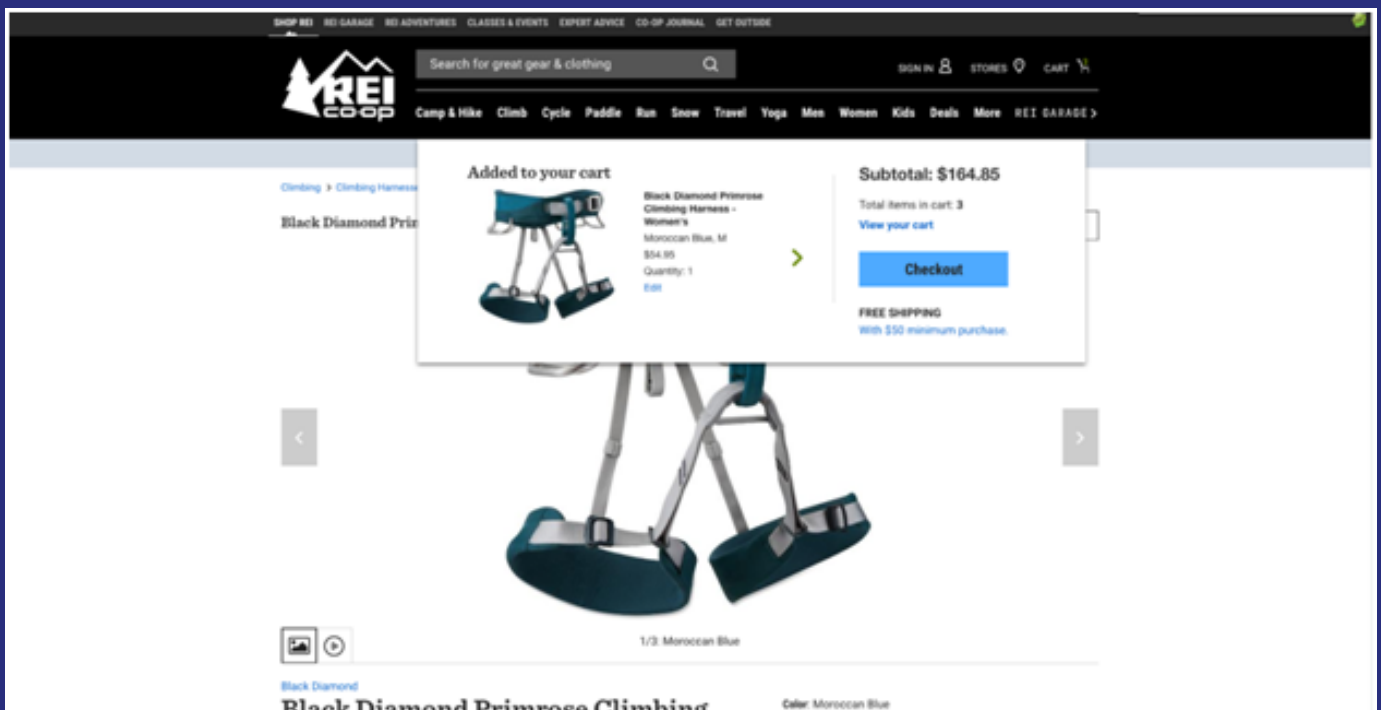 SHOP REI REI GARAGE REI ADVENTURES CLASSES & EVENTS EXPERT ADVICE CO-OP JOURNAL GET OUTSIDE
REI
CO·OP
Search for great gear & clothing
SIGN IN STORES CART
Camp & Hike Climb Cycle Paddle Run Snow Travel Yoga Men Women Kids Deals More REI GARAGE >
Climbing > Climbing Harnesse
Black Diamond Prim
Added to your cart
Black Diamond Primrose
Climbing Harness -
Women's
Moroccan Blue, M
$54.95
Quantity: 1
Edit
Subtotal: $164.85
Total items in cart: 3
View your cart
Checkout
FREE SHIPPING
With $50 minimum purchase.
1/3: Moroccan Blue
Black Diamond
Black Diamond Primrose Climbing
Color: Moroccan Blue